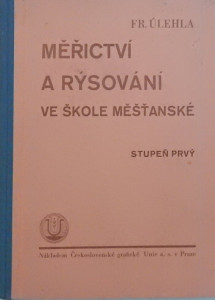 FR. ÚLEHLA
MĚŘICTVÍ
A RÝSOVÁNÍ
VE ŠKOLE MĚŠŤANSKÉ
STUPEŇ PRVÝ
Nákladem Československé grafické Unie a. s. v Praze